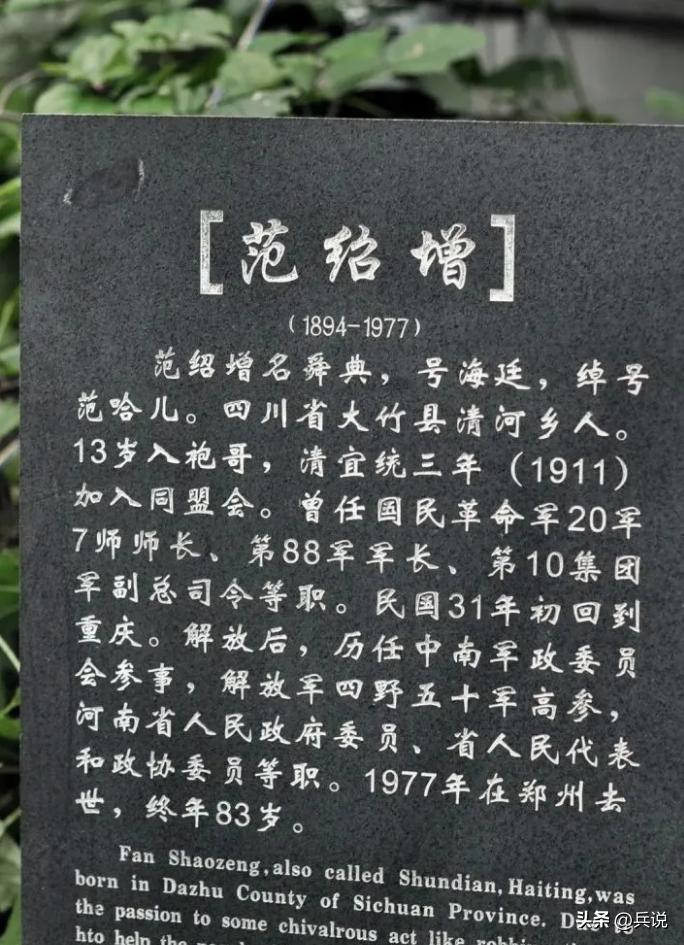 [范绍增]
（1894-1977）
范绍增名舜典，号海廷，绰号
范哈儿。四川省大竹县清河乡人。
13岁入袍哥，清宜统三年（1911）
加入同盟会。曾任国民革命军20军
7师师长、第88军军长、第10集团
军副总司令等职。民国31年初回到
重庆。解放后，历任中南军政委员
会参事，解放军四野五十军高参，
河南省人民政府委员、省人民代表
和政协委员等职。1977年在郑州去
世，终年83岁。
Fan Shaozeng,also called Shundian,Haiting,was
born in Dazhu County of Sichuan Province. Due
the passion to some chivalrous act like
hto help the
头条@兵说